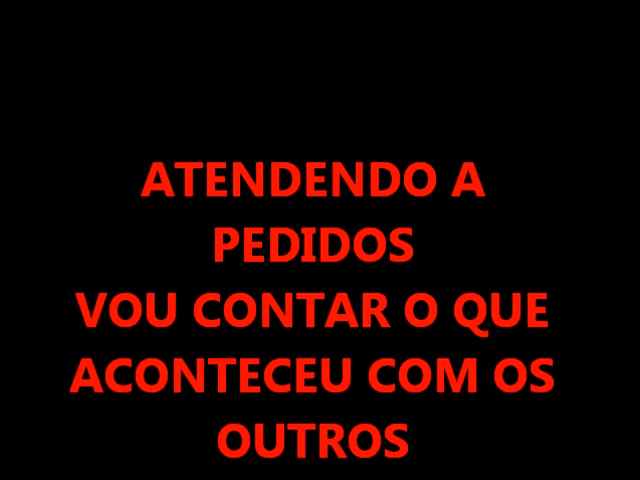 ATENDENDO A
PEDIDOS
VOU CONTAR O QUE
ACONTECEU COM OS
OUTROS